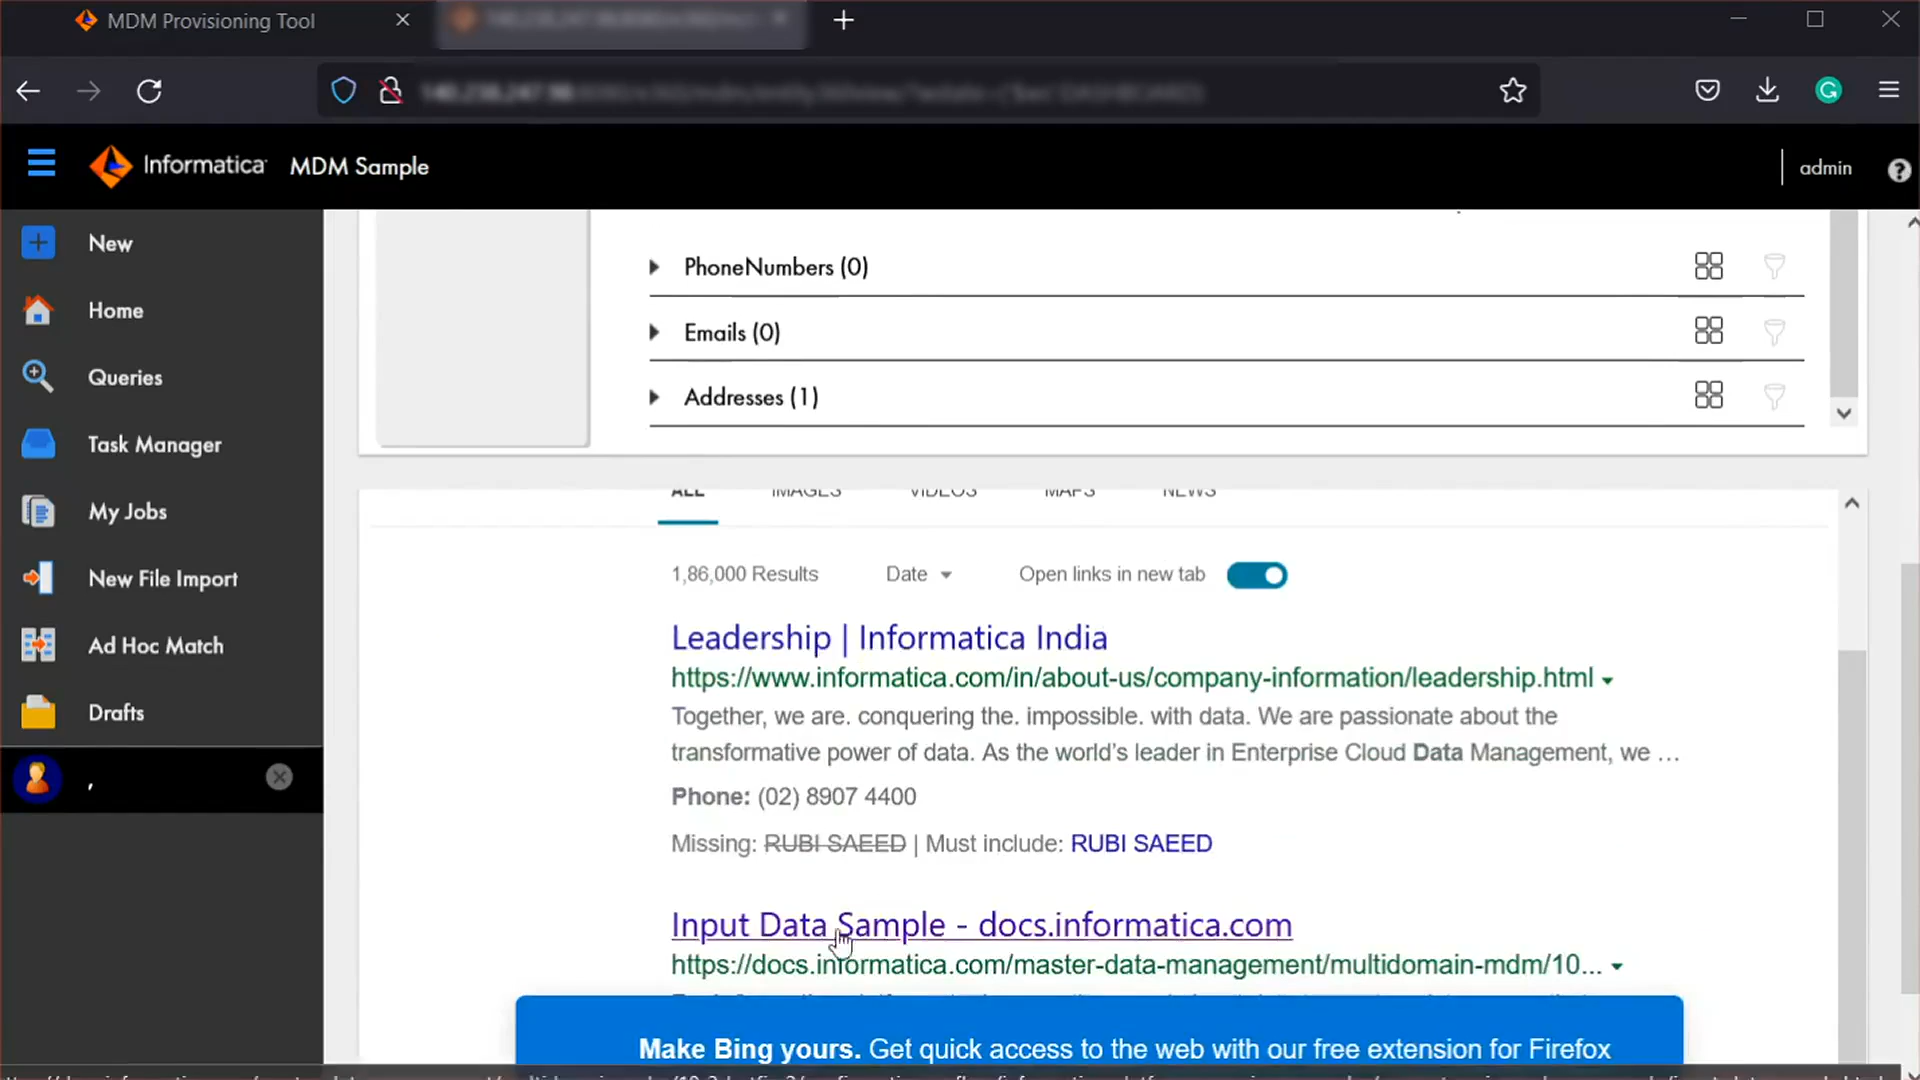 MDM Provisioning Tool
Informatica MDM Sample admin
New
Home
Queries
Task Manager
My Jobs
New File Import
Ad Hoc Match
Drafts
,
PhoneNumbers (0)
Emails (0)
Addresses (1)
ALL IMAGES VIDEOS MAPS NEWS
1,86,000 Results Date Open links in new tab
Leadership | Informatica India
https://www.informatica.com/in/about-us/company-information/leadership.html
Together, we are. conquering the. impossible. with data. We are passionate about the
transformative power of data. As the world's leader in Enterprise Cloud Data Management, we ...
Phone: (02) 8907 4400
Missing: RUBI SAEED | Must include: RUBI SAEED
Input Data Sample - docs.informatica.com
https://docs.informatica.com/master-data-management/multidomain-mdm/10...
Make Bing yours. Get quick access to the web with our free extension for Firefox